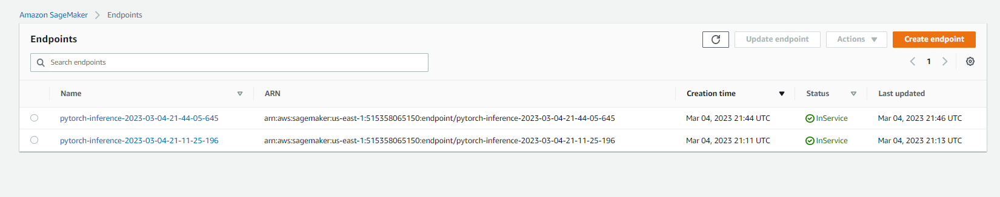 Amazon SageMaker > Endpoints
Endpoints
Update endpoint Actions Create endpoint
Search endpoints
1
Name ARN Creation time Status Last updated
pytorch-inference-2023-03-04-21-44-05-645 arn:aws:sagemaker:us-east-1:515358065150:endpoint/pytorch-inference-2023-03-04-21-44-05-645 Mar 04, 2023 21:44 UTC InService Mar 04, 2023 21:46 UTC
pytorch-inference-2023-03-04-21-11-25-196 arn:aws:sagemaker:us-east-1:515358065150:endpoint/pytorch-inference-2023-03-04-21-11-25-196 Mar 04, 2023 21:11 UTC InService Mar 04, 2023 21:13 UTC